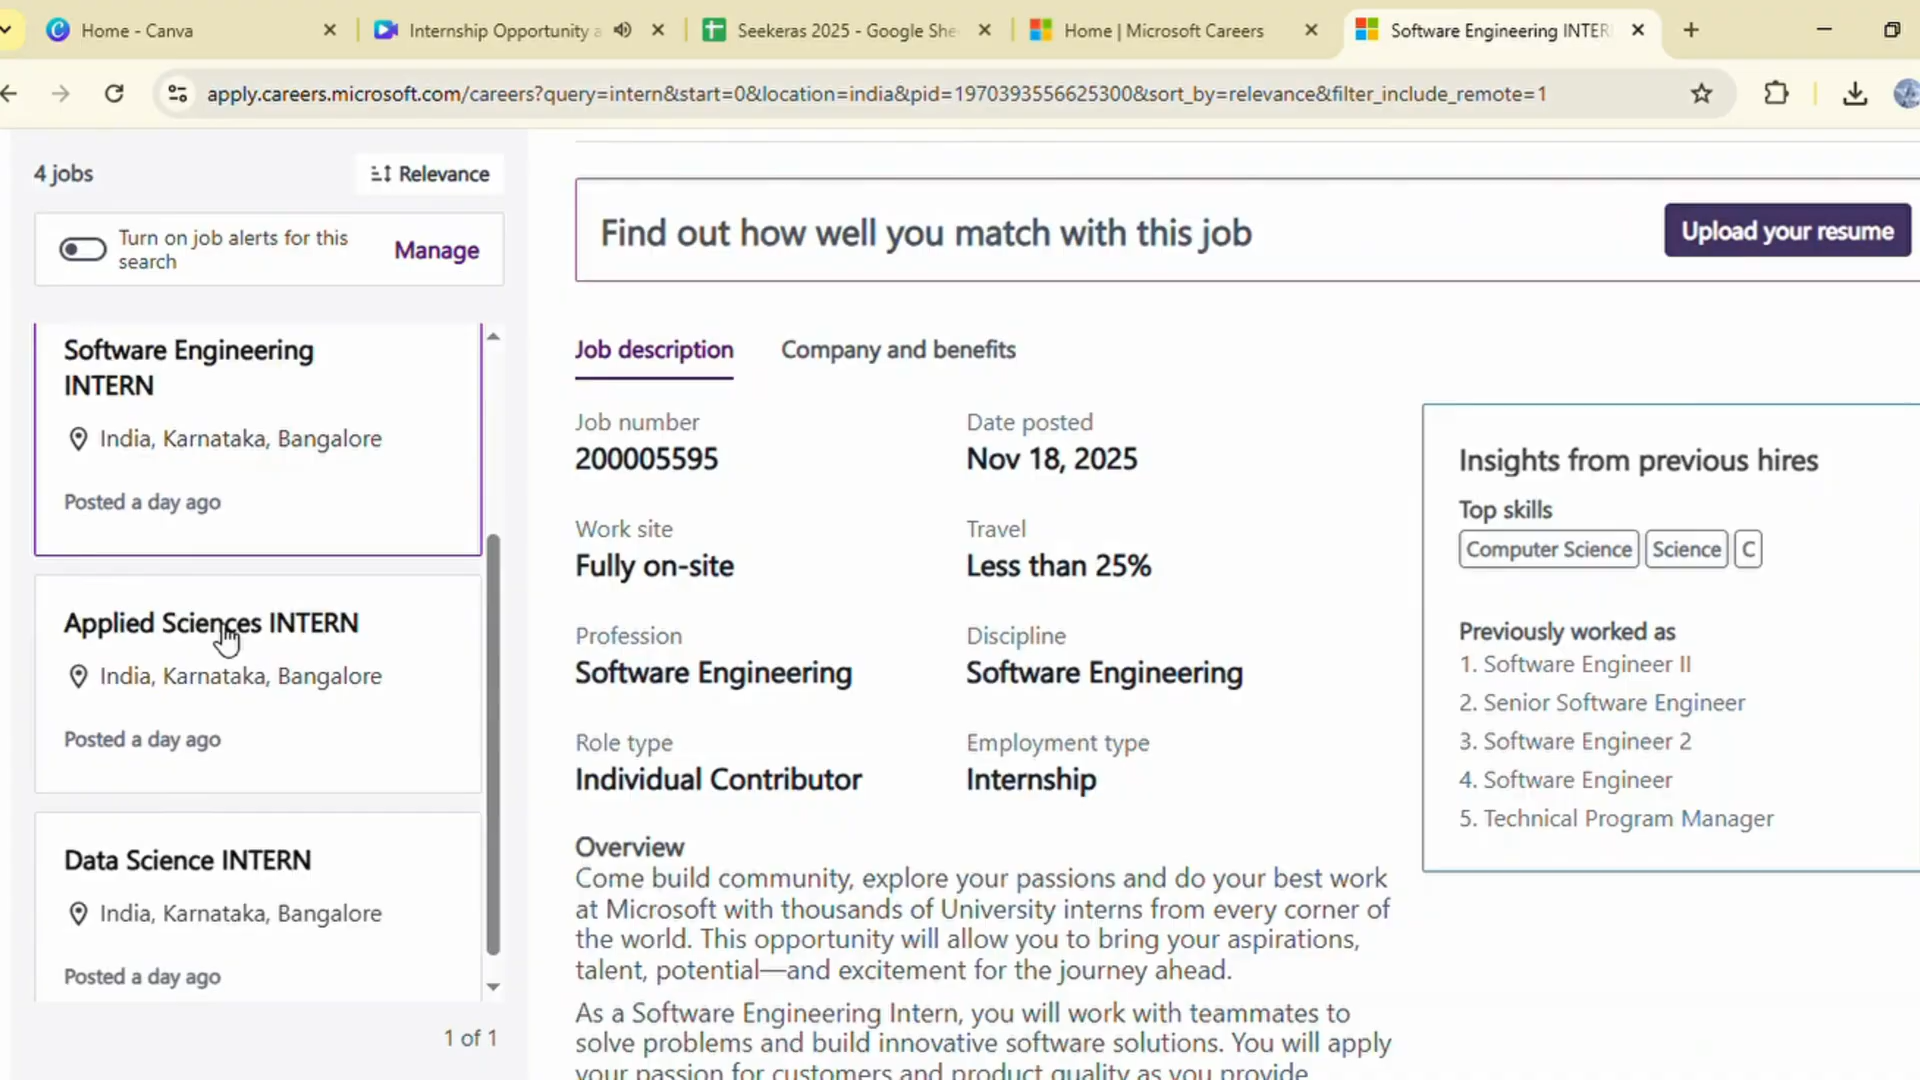 Home - Canva
Internship Opportunity a
Seekeras 2025 - Google She
Home | Microsoft Careers
Software Engineering INTER
apply.careers.microsoft.com/careers?query=intern&start=0&location=india&pid=1970393556625300&sort_by=relevance&filter_include_remote=1
4 jobs
Relevance
Turn on job alerts for this
search
Manage
Software Engineering
INTERN
India, Karnataka, Bangalore
Posted a day ago
Applied Sciences INTERN
India, Karnataka, Bangalore
Posted a day ago
Data Science INTERN
India, Karnataka, Bangalore
Posted a day ago
1 of 1
Find out how well you match with this job
Upload your resume
Job description
Company and benefits
Job number
200005595
Date posted
Nov 18, 2025
Work site
Fully on-site
Travel
Less than 25%
Profession
Software Engineering
Discipline
Software Engineering
Role type
Individual Contributor
Employment type
Internship
Overview
Come build community, explore your passions and do your best work
at Microsoft with thousands of University interns from every corner of
the world. This opportunity will allow you to bring your aspirations,
talent, potential—and excitement for the journey ahead.
As a Software Engineering Intern, you will work with teammates to
solve problems and build innovative software solutions. You will apply
your passion for customers and product quality as you provide
Insights from previous hires
Top skills
Computer Science
Science
C
Previously worked as
1. Software Engineer II
2. Senior Software Engineer
3. Software Engineer 2
4. Software Engineer
5. Technical Program Manager